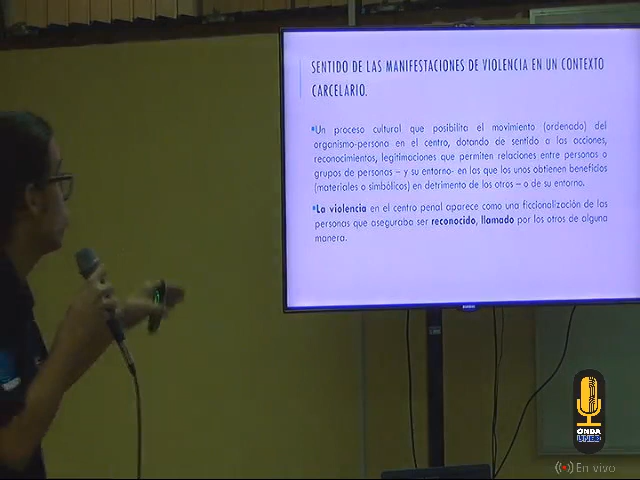 SENTIDO DE LAS MANIFESTACIONES DE VIOLENCIA EN UN CONTEXTO
CARCELARIO.
Un proceso cultural que posibilita el movimiento (ordenado) del
organismo-persona en el centro, dotando de sentido a las acciones,
reconocimientos, legitimaciones que permiten relaciones entre personas o
grupos de personas – y su entorno- en las que los unos obtienen beneficios
(materiales o simbólicos) en detrimento de los otros – o de su entorno.
La violencia en el centro penal aparece como una ficcionalización de las
personas que aseguraba ser reconocido, llamado por los otros de alguna
manera.
ONDA
UNED
En vivo